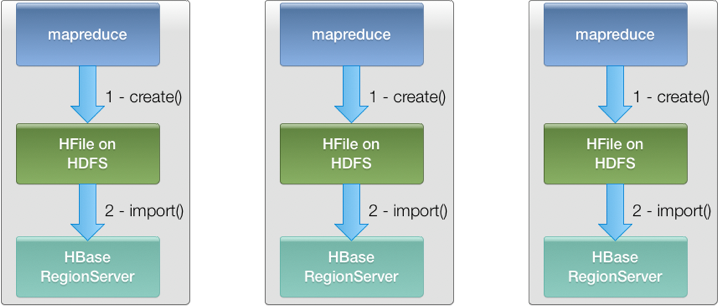 mapreduce
1 - create()
HFile on
HDFS
2 - import()
HBase
RegionServer
mapreduce
1 - create()
HFile on
HDFS
2 - import()
HBase
RegionServer
mapreduce
1 - create()
HFile on
HDFS
2 - import()
HBase
RegionServer